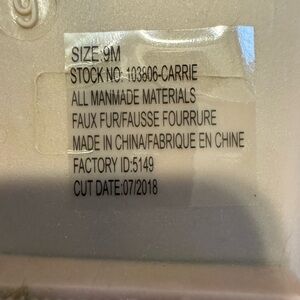 9
SIZE:9M
STOCK NO: 103606-CARRIE
ALL MANMADE MATERIALS
FAUX FUR/FAUSSE FOURRURE
MADE IN CHINA/FABRIQUE EN CHINE
FACTORY ID:5149
CUT DATE:07/2018